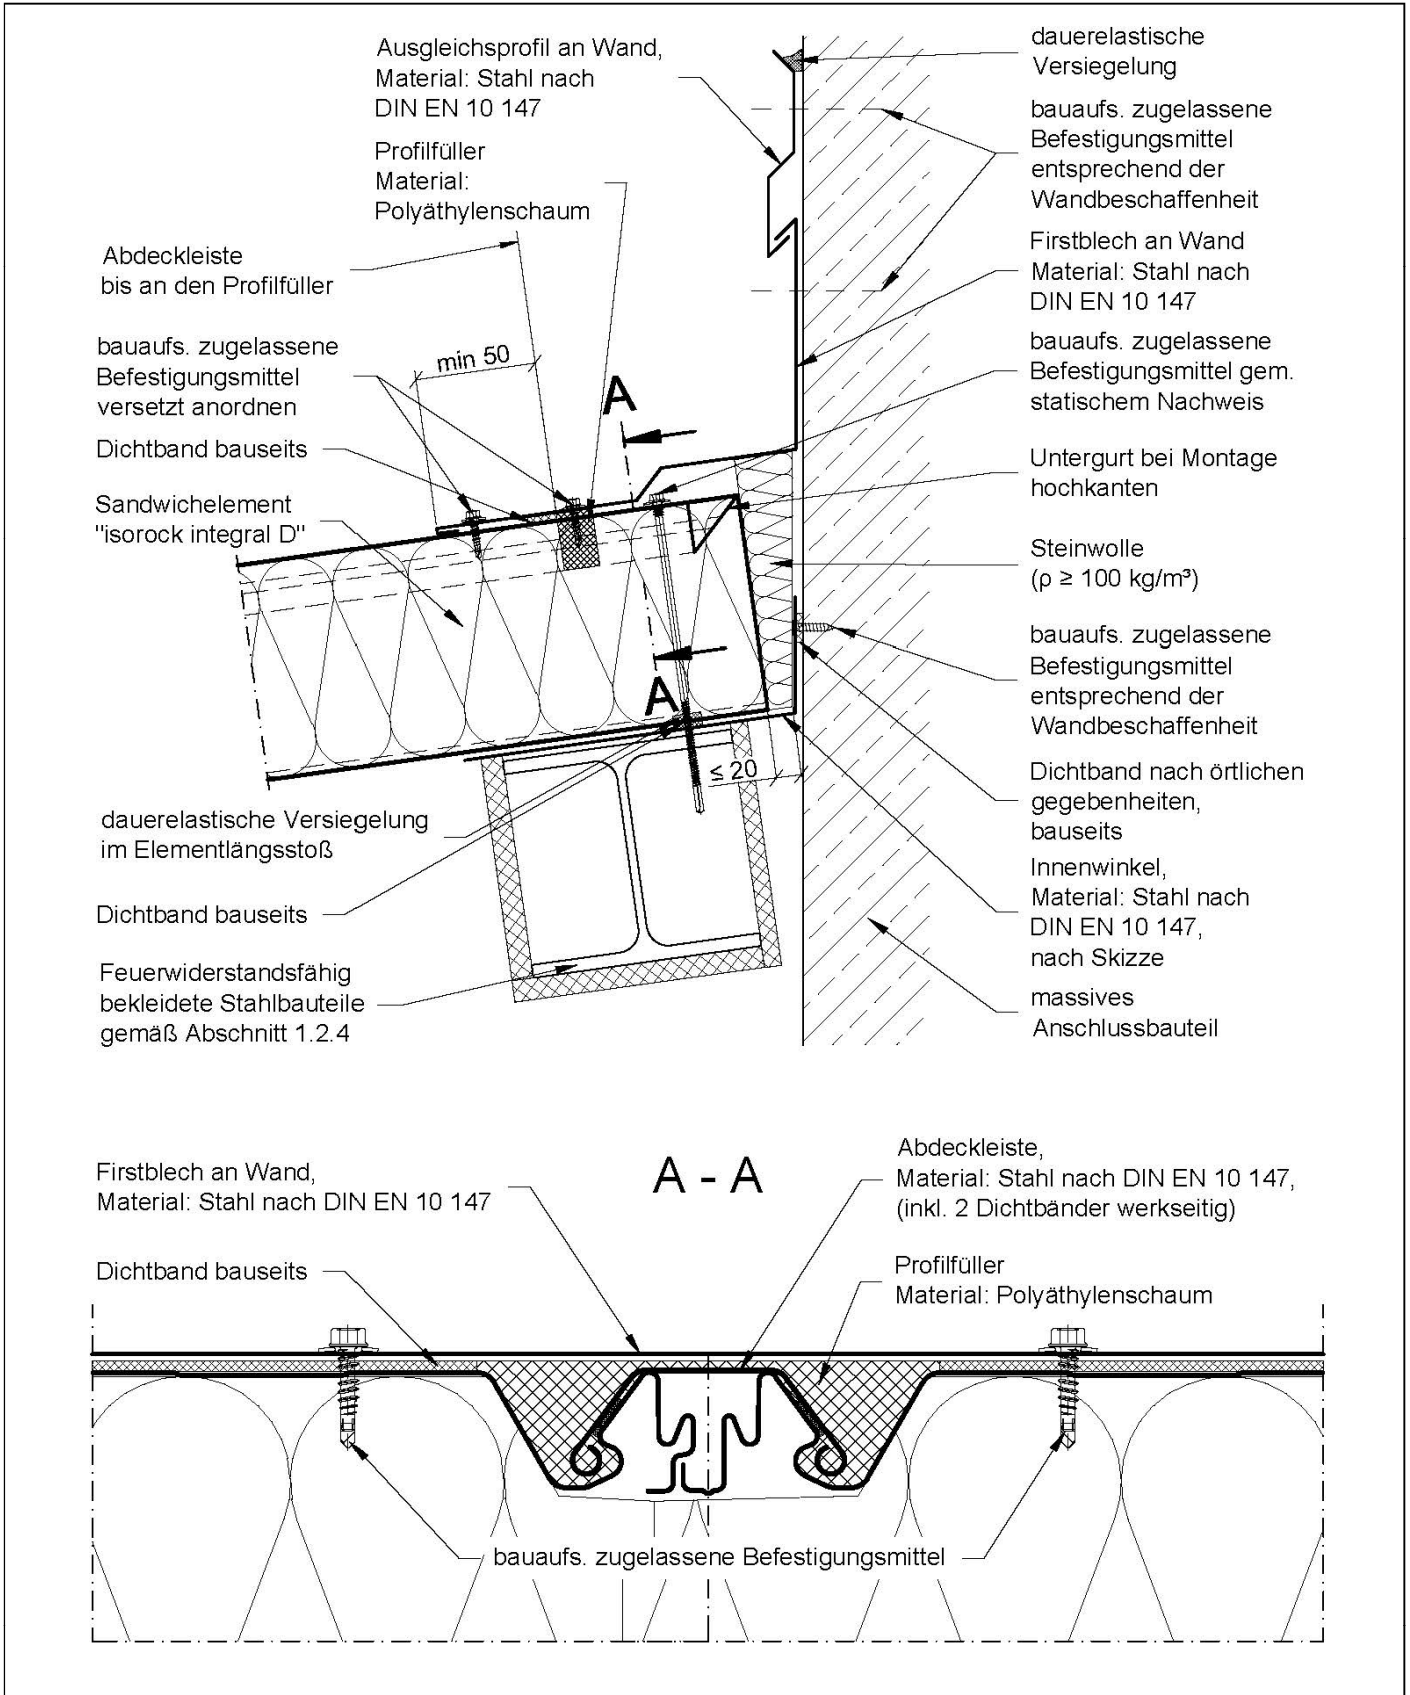 Ausgleichsprofil an Wand,
Material: Stahl nach
DIN EN 10 147
Profilfüller
Material:
Polyäthylenschaum
Abdeckleiste
bis an den Profilfüller
bauaufs. zugelassene
Befestigungsmittel
versetzt anordnen
min 50
Dichtband bauseits
Sandwichelement
"isorock integral D"
A
A
≤ 20
dauerelastische Versiegelung
im Elementlängsstoß
Dichtband bauseits
Feuerwiderstandsfähig
bekleidete Stahlbauteile
gemäß Abschnitt 1.2.4
dauerelastische
Versiegelung
bauaufs. zugelassene
Befestigungsmittel
entsprechend der
Wandbeschaffenheit
Firstblech an Wand
Material: Stahl nach
DIN EN 10 147
bauaufs. zugelassene
Befestigungsmittel gem.
statischem Nachweis
Untergurt bei Montage
hochkanten
Steinwolle
(ρ ≥ 100 kg/m³)
bauaufs. zugelassene
Befestigungsmittel
entsprechend der
Wandbeschaffenheit
Dichtband nach örtlichen
gegebenheiten,
bauseits
Innenwinkel,
Material: Stahl nach
DIN EN 10 147,
nach Skizze
massives
Anschlussbauteil
A - A
Firstblech an Wand,
Material: Stahl nach DIN EN 10 147
Dichtband bauseits
Abdeckleiste,
Material: Stahl nach DIN EN 10 147,
(inkl. 2 Dichtbänder werkseitig)
Profilfüller
Material: Polyäthylenschaum
bauaufs. zugelassene Befestigungsmittel